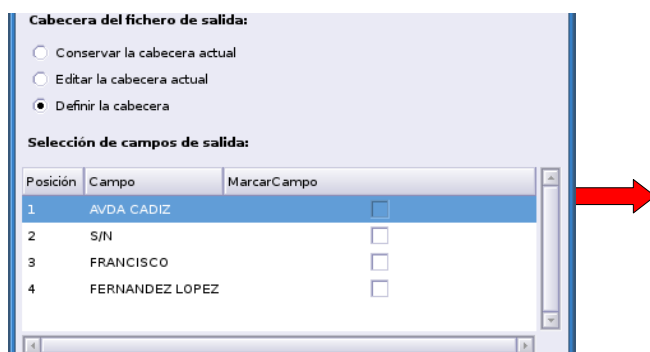 Cabecera del fichero de salida:
Conservar la cabecera actual
Editar la cabecera actual
Definir la cabecera
Selección de campos de salida:
Posición Campo MarcarCampo
1 AVDA CADIZ
2 S/N
3 FRANCISCO
4 FERNANDEZ LOPEZ